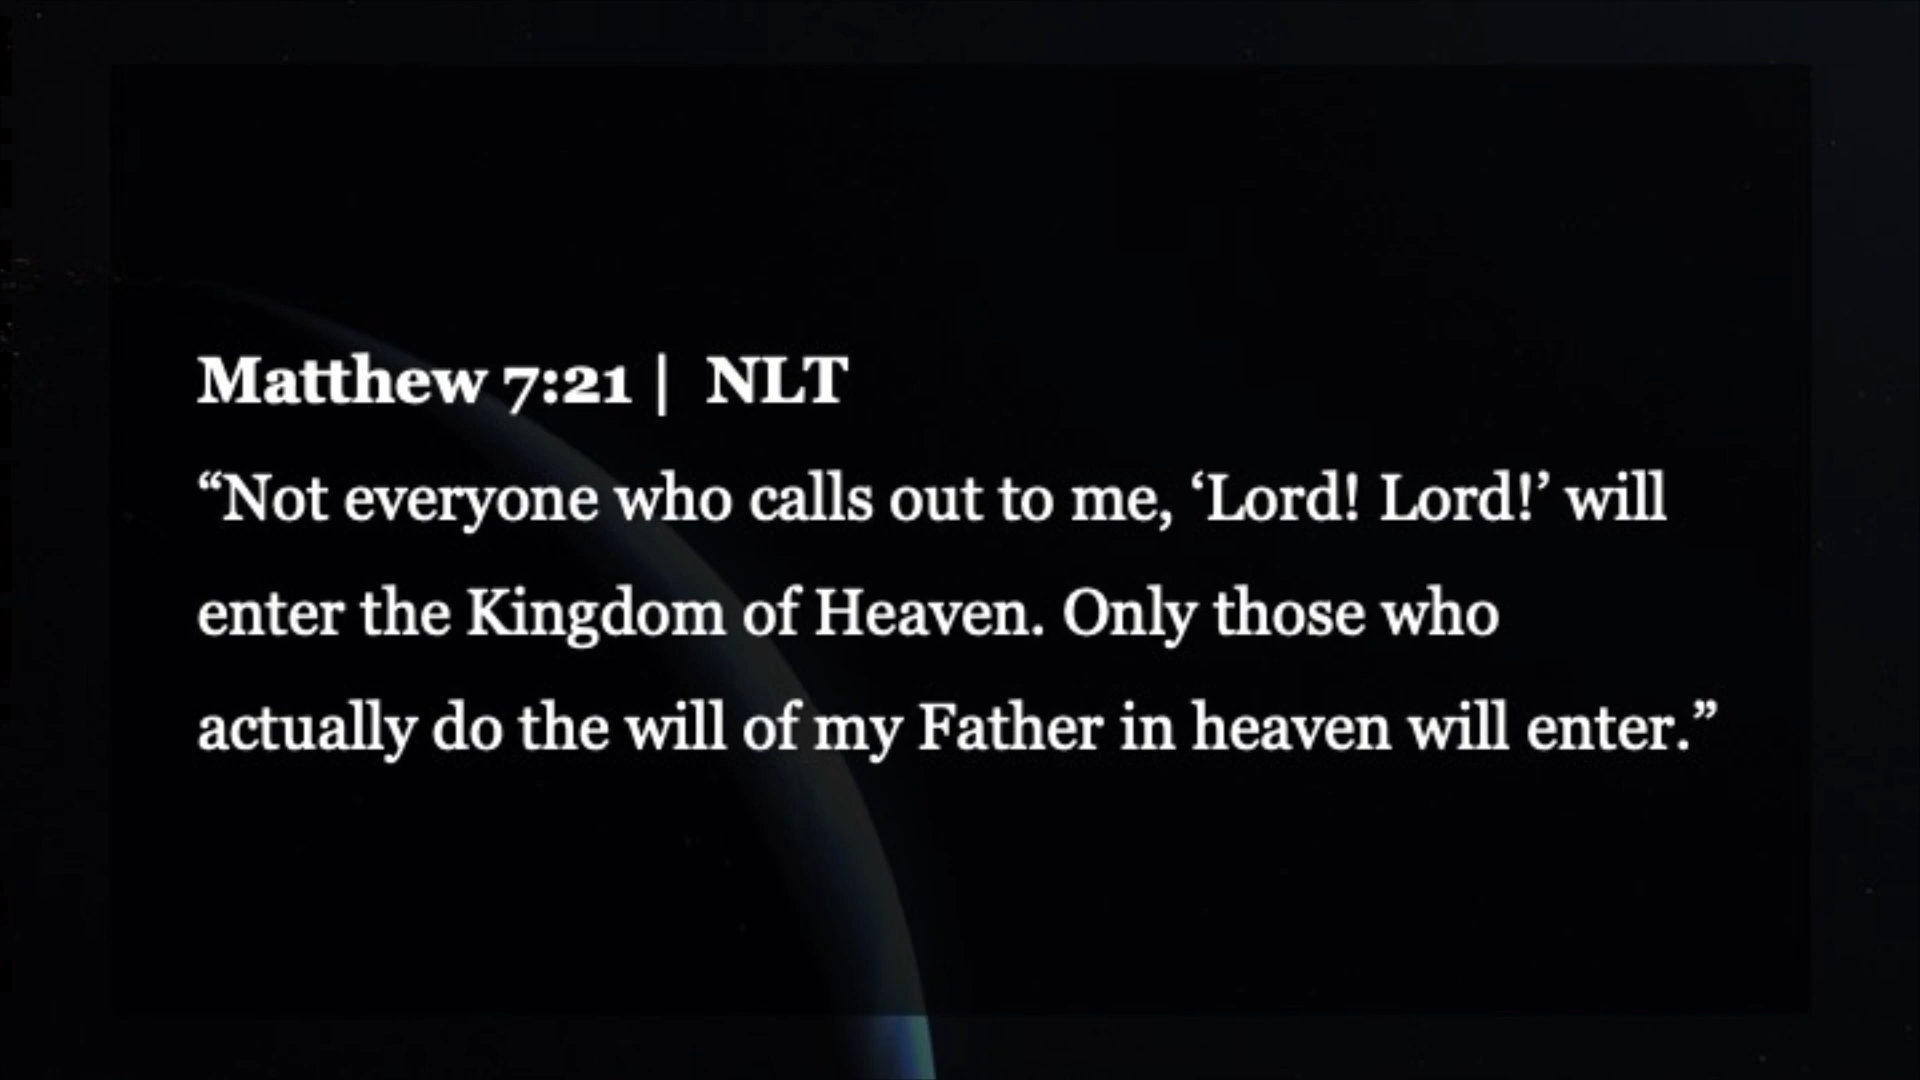 Matthew 7:21 |  NLT
“Not everyone who calls out to me, ‘Lord! Lord!’ will
enter the Kingdom of Heaven. Only those who
actually do the will of my Father in heaven will enter.”